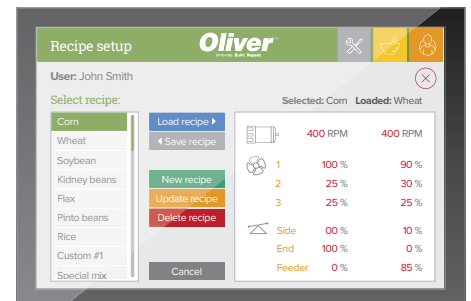 Recipe setup
Oliver
Innovate. Build. Repeat.
User: John Smith
Select recipe:
Selected: Corn Loaded: Wheat
Corn
Wheat
Soybean
Kidney beans
Flax
Pinto beans
Rice
Custom #1
Special mix
Load recipe
Save recipe
New recipe
Update recipe
Delete recipe
Cancel
400 RPM 400 RPM
1 100 % 90 %
2 25 % 30 %
3 25 % 25 %
Side 00 % 10 %
End 100 % 0 %
Feeder 0 % 85 %